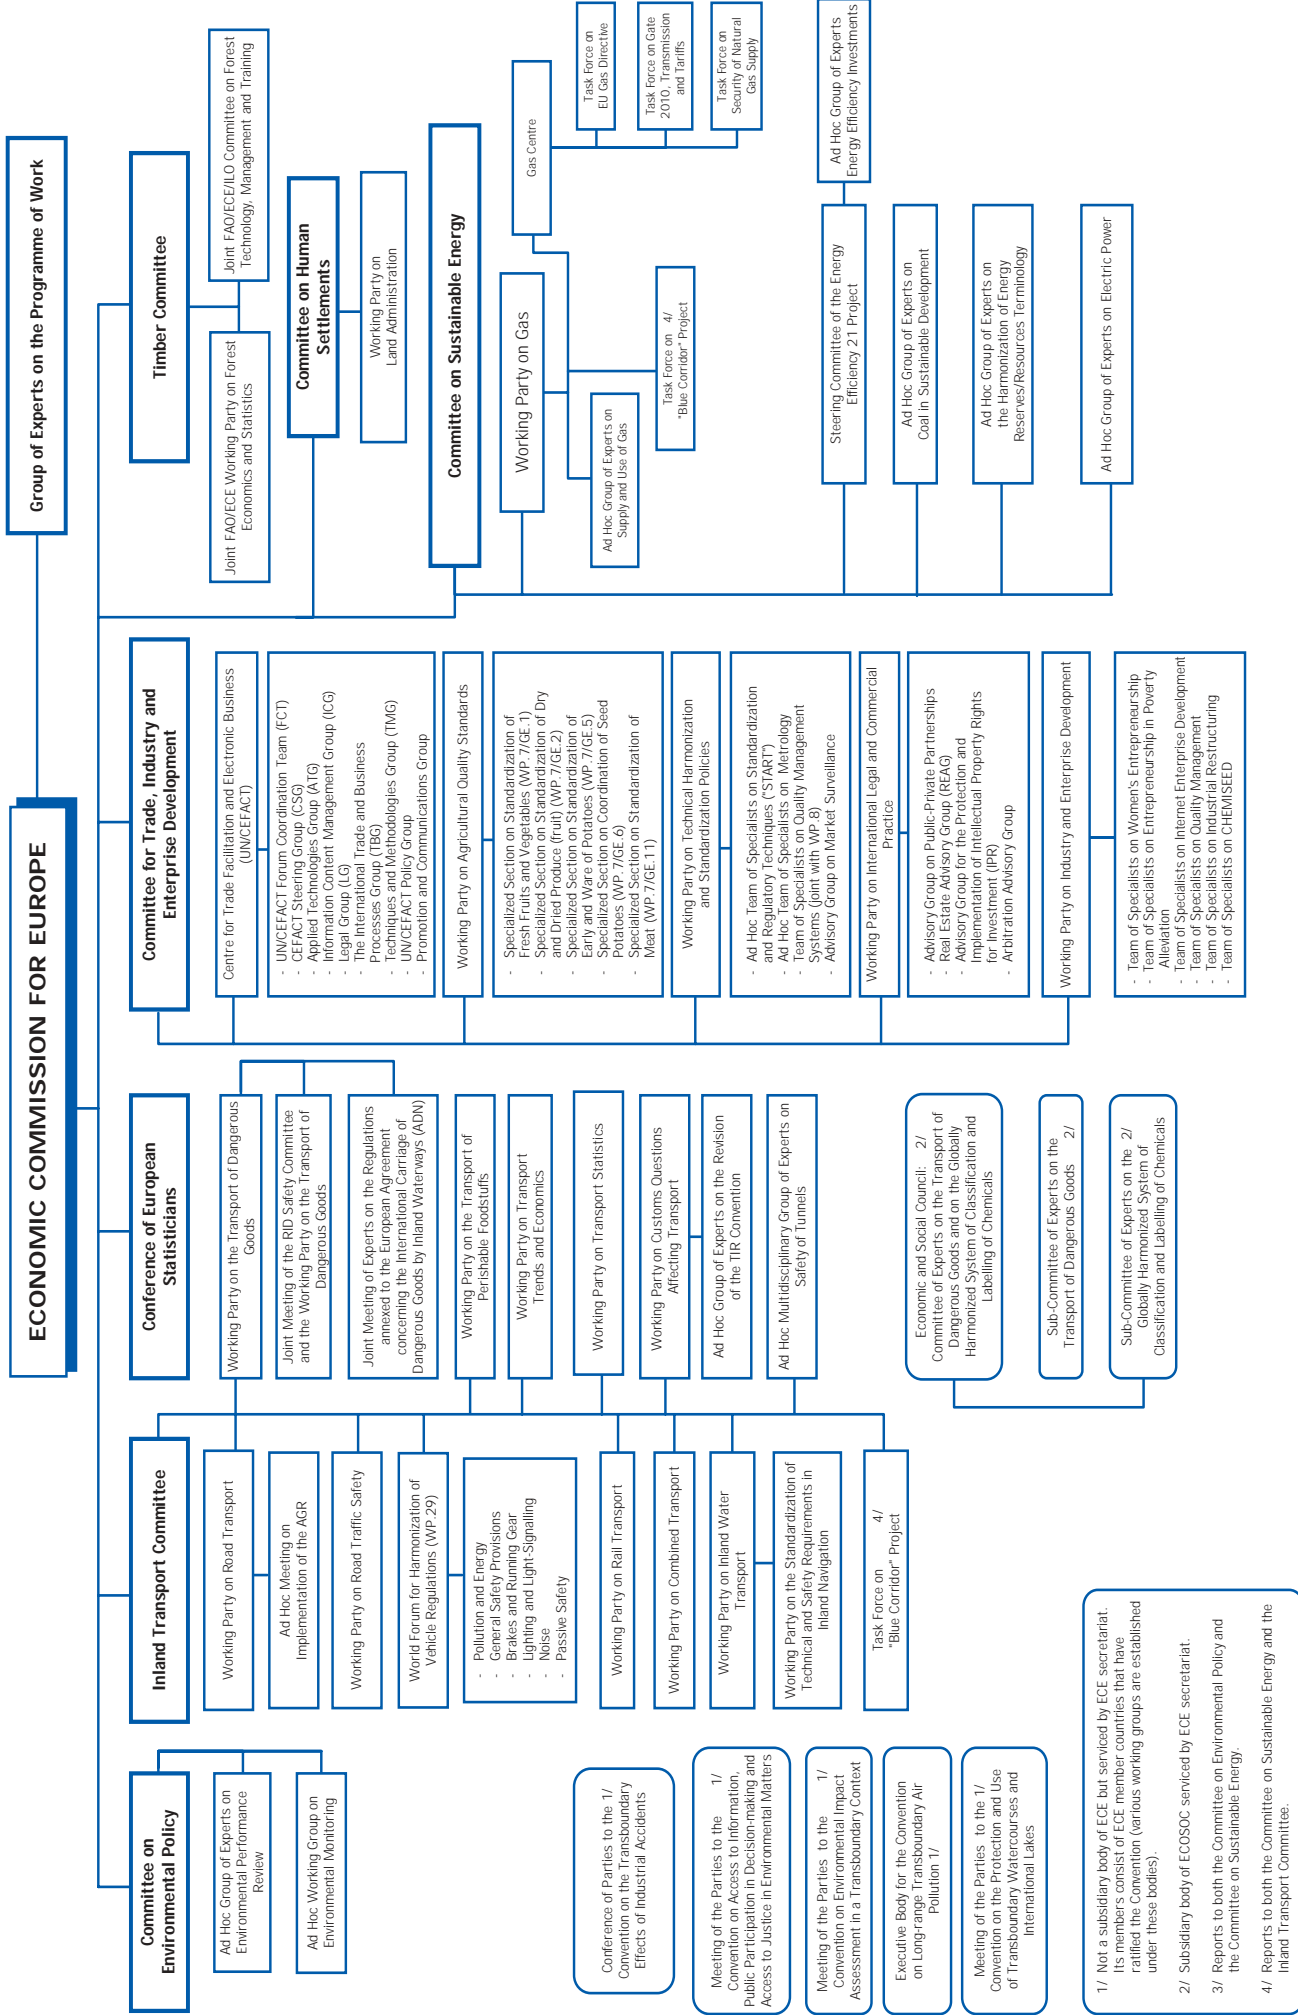 ECONOMIC COMMISSION FOR EUROPE
Group of Experts on the Programme of Work
Committee on
Environmental Policy
Ad Hoc Group of Experts on
Environmental Performance
Review
Ad Hoc Working Group on
Environmental Monitoring
Conference of Parties to the 1/
Convention on the Transboundary
Effects of Industrial Accidents
Meeting of the Parties to the 1/
Convention on Access to Information,
Public Participation in Decision-making and
Access to Justice in Environmental Matters
Meeting of the Parties to the 1/
Convention on Environmental Impact
Assessment in a Transboundary Context
Executive Body for the Convention
on Long-range Transboundary Air
Pollution 1/
Meeting of the Parties to the 1/
Convention on the Protection and Use
of Transboundary Watercourses and
International Lakes
Inland Transport Committee
Working Party on Road Transport
Ad Hoc Meeting on
Implementation of the AGR
Working Party on Road Traffic Safety
World Forum for Harmonization of
Vehicle Regulations (WP.29)
- Pollution and Energy
- General Safety Provisions
- Brakes and Running Gear
- Lighting and Light-Signalling
- Noise
- Passive Safety
Working Party on Rail Transport
Working Party on Combined Transport
Working Party on Inland Water
Transport
Working Party on the Standardization of
Technical and Safety Requirements in
Inland Navigation
Task Force on 4/
"Blue Corridor" Project
Conference of European
Statisticians
Working Party on the Transport of Dangerous
Goods
Joint Meeting of the RID Safety Committee
and the Working Party on the Transport of
Dangerous Goods
Joint Meeting of Experts on the Regulations
annexed to the European Agreement
concerning the International Carriage of
Dangerous Goods by Inland Waterways (ADN)
Working Party on the Transport of
Perishable Foodstuffs
Working Party on Transport
Trends and Economics
Working Party on Transport Statistics
Working Party on Customs Questions
Affecting Transport
Ad Hoc Group of Experts on the Revision
of the TIR Convention
Ad Hoc Multidisciplinary Group of Experts on
Safety of Tunnels
Economic and Social Council: 2/
Committee of Experts on the Transport of
Dangerous Goods and on the Globally
Harmonized System of Classification and
Labelling of Chemicals
Sub-Committee of Experts on the
Transport of Dangerous Goods 2/
Sub-Committee of Experts on the 2/
Globally Harmonized System of
Classification and Labelling of Chemicals
Committee for Trade, Industry and
Enterprise Development
Centre for Trade Facilitation and Electronic Business
(UN/CEFACT)
- UN/CEFACT Forum Coordination Team (FCT)
- CEFACT Steering Group (CSG)
- Applied Technologies Group (ATG)
- Information Content Management Group (ICG)
- Legal Group (LG)
- The International Trade and Business
Processes Group (TBG)
- Techniques and Methodologies Group (TMG)
- UN/CEFACT Policy Group
- Promotion and Communications Group
Working Party on Agricultural Quality Standards
- Specialized Section on Standardization of
Fresh Fruits and Vegetables (WP.7/GE.1)
- Specialized Section on Standardization of Dry
and Dried Produce (fruit) (WP.7/GE.2)
- Specialized Section on Standardization of
Early and Ware of Potatoes (WP.7/GE.5)
- Specialized Section on Coordination of Seed
Potatoes (WP.7/GE.6)
- Specialized Section on Standardization of
Meat (WP.7/GE.11)
Working Party on Technical Harmonization
and Standardization Policies
- Ad Hoc Team of Specialists on Standardization
and Regulatory Techniques ("START")
- Ad Hoc Team of Specialists on Metrology
- Team of Specialists on Quality Management
Systems (joint with WP.8)
- Advisory Group on Market Surveillance
Working Party on International Legal and Commercial
Practice
- Advisory Group on Public-Private Partnerships
- Real Estate Advisory Group (REAG)
- Advisory Group for the Protection and
Implementation of Intellectual Property Rights
for Investment (IPR)
- Arbitration Advisory Group
Working Party on Industry and Enterprise Development
- Team of Specialists on Women's Entrepreneurship
- Team of Specialists on Entrepreneurship in Poverty
Alleviation
- Team of Specialists on Internet Enterprise Development
- Team of Specialists on Quality Management
- Team of Specialists on Industrial Restructuring
- Team of Specialists on CHEMISEED
Timber Committee
Joint FAO/ECE Working Party on Forest
Economics and Statistics
Joint FAO/ECE/ILO Committee on Forest
Technology, Management and Training
Committee on Human
Settlements
Working Party on
Land Administration
Committee on Sustainable Energy
Working Party on Gas
Gas Centre
Task Force on
EU Gas Directive
Task Force on Gate
2010, Transmission
and Tariffs
Task Force on
Security of Natural
Gas Supply
Ad Hoc Group of Experts on
Supply and Use of Gas
Task Force on 4/
"Blue Corridor" Project
Steering Committee of the Energy
Efficiency 21 Project
Ad Hoc Group of Experts
Energy Efficiency Investments
Ad Hoc Group of Experts on
Coal in Sustainable Development
Ad Hoc Group of Experts on
the Harmonization of Energy
Reserves/Resources Terminology
Ad Hoc Group of Experts on Electric Power
1/ Not a subsidiary body of ECE but serviced by ECE secretariat.
Its members consist of ECE member countries that have
ratified the Convention (various working groups are established
under these bodies).
2/ Subsidiary body of ECOSOC serviced by ECE secretariat.
3/ Reports to both the Committee on Environmental Policy and
the Committee on Sustainable Energy.
4/ Reports to both the Committee on Sustainable Energy and the
Inland Transport Committee.